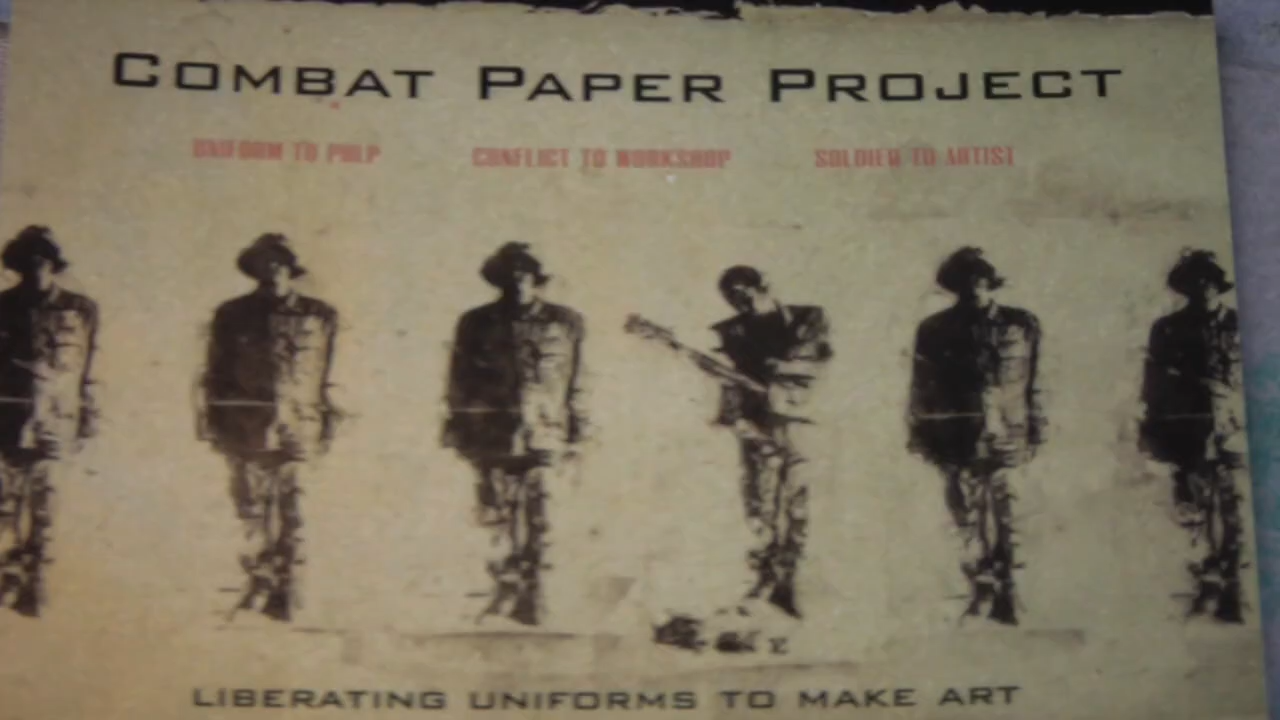 COMBAT PAPER PROJECT
UNIFORM TO PULP CONFLICT TO WORKSHOP SOLDIER TO ARTIST
LIBERATING UNIFORMS TO MAKE ART